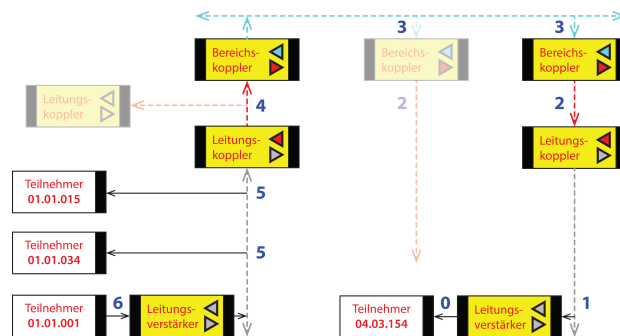 3
3
Bereichs-
koppler
Bereichs-
koppler
Bereichs-
koppler
Leitungs-
koppler
4
2
2
Leitungs-
koppler
Leitungs-
koppler
Teilnehmer
01.01.015
5
Teilnehmer
01.01.034
5
Teilnehmer
01.01.001
6
Leitungs-
verstärker
Teilnehmer
04.03.154
0
Leitungs-
verstärker
1